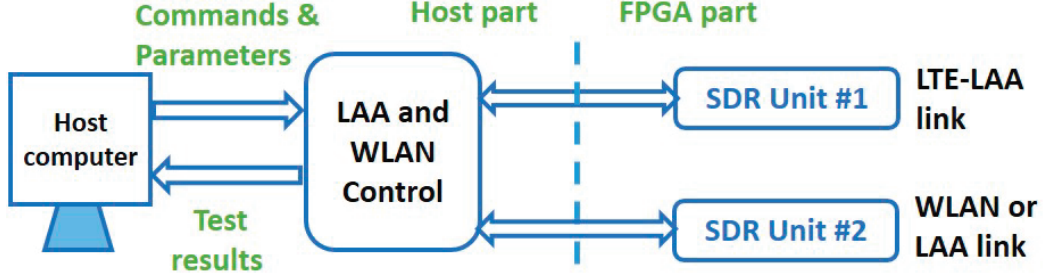 Commands &
Parameters
Host part
FPGA part
Host
computer
LAA and
WLAN
Control
SDR Unit #1
LTE-LAA
link
Test
results
SDR Unit #2
WLAN or
LAA link